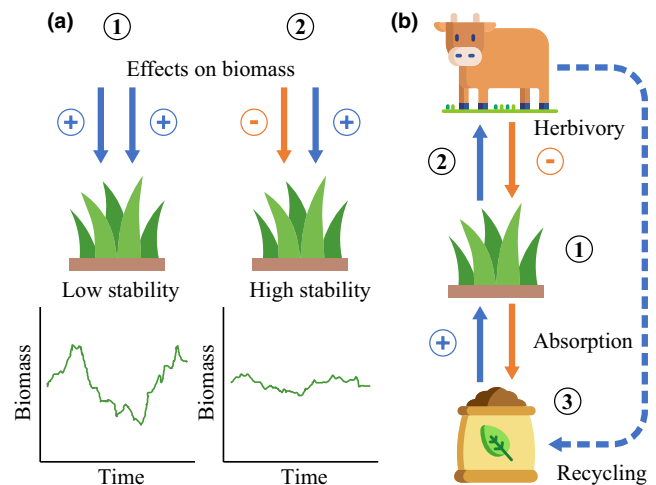 (a)
①
②
Effects on biomass
+
+
-
+
Low stability
High stability
Biomass
Time
Biomass
Time
(b)
Herbivory
②
-
①
+
Absorption
③
Recycling